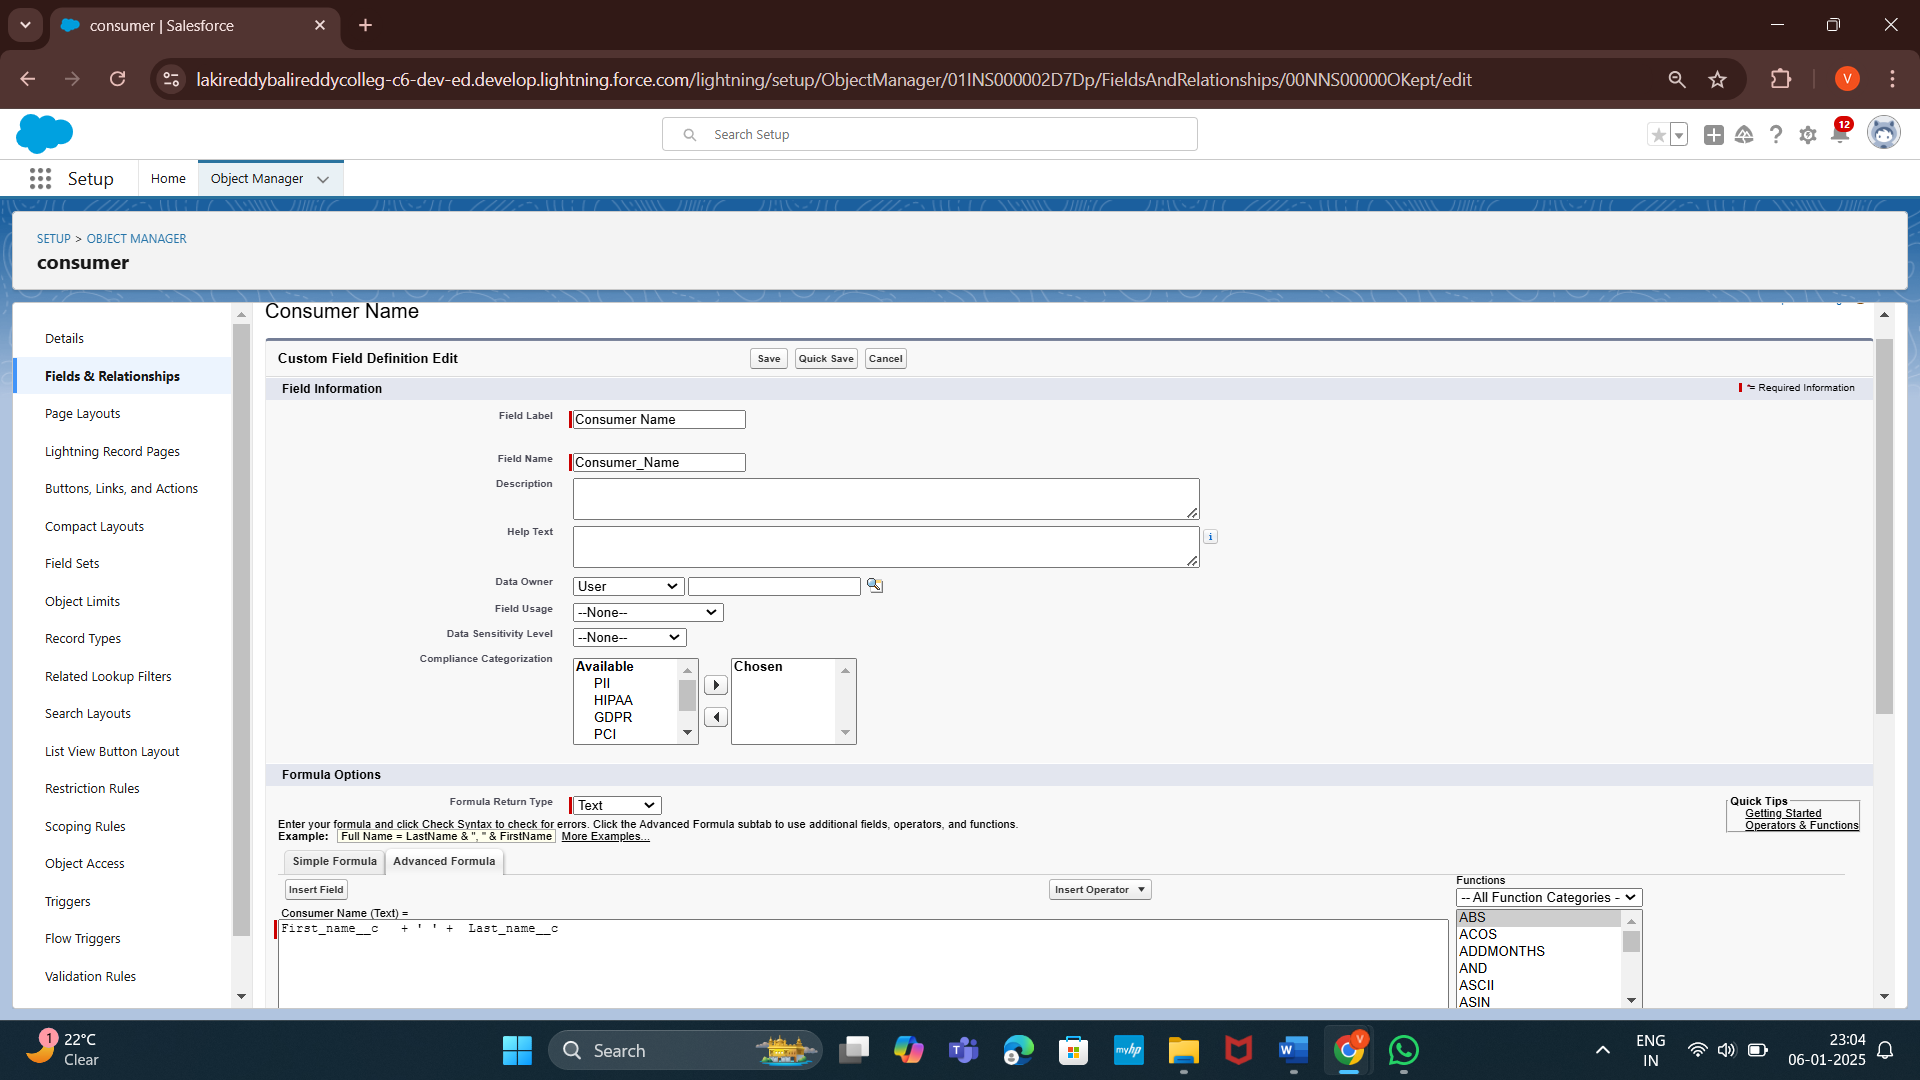 consumer | Salesforce
lakireddybalireddycolleg-c6-dev-ed.develop.lightning.force.com/lightning/setup/ObjectManager/01INS000002D7Dp/FieldsAndRelationships/00NNS00000OKept/edit
V
Search Setup
12
Setup
Home
Object Manager
SETUP > OBJECT MANAGER
consumer
Details
Fields & Relationships
Page Layouts
Lightning Record Pages
Buttons, Links, and Actions
Compact Layouts
Field Sets
Object Limits
Record Types
Related Lookup Filters
Search Layouts
List View Button Layout
Restriction Rules
Scoping Rules
Object Access
Triggers
Flow Triggers
Validation Rules
Consumer Name
Custom Field Definition Edit
Save
Quick Save
Cancel
Field Information
= Required Information
Field Label
Consumer Name
Field Name
Consumer_Name
Description
Help Text
i
Data Owner
User
Field Usage
--None--
Data Sensitivity Level
--None--
Compliance Categorization
Available
PII
HIPAA
GDPR
PCI
Chosen
Formula Options
Formula Return Type
Text
Enter your formula and click Check Syntax to check for errors. Click the Advanced Formula subtab to use additional fields, operators, and functions.
Example: Full Name = LastName & ", " & FirstName More Examples...
Quick Tips
Getting Started
Operators & Functions
Simple Formula
Advanced Formula
Insert Field
Insert Operator
Functions
-- All Function Categories -
Consumer Name (Text) =
First_name__c + ' ' + Last_name__c
ABS
ACOS
ADDMONTHS
AND
ASCII
ASIN
1
22°C
Clear
Search
myhp
W
V
ENG
IN
23:04
06-01-2025